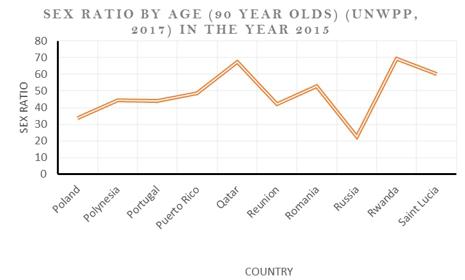 SEX RATIO BY AGE (90 YEAR OLDS) (UNWPP,
2017) IN THE YEAR 2015
80
70
60
50
40
30
20
10
0
SEX RATIO
Poland
Polynesia
Portugal
Puerto Rico
Qatar
Reunion
Romania
Russia
Rwanda
Saint Lucia
COUNTRY